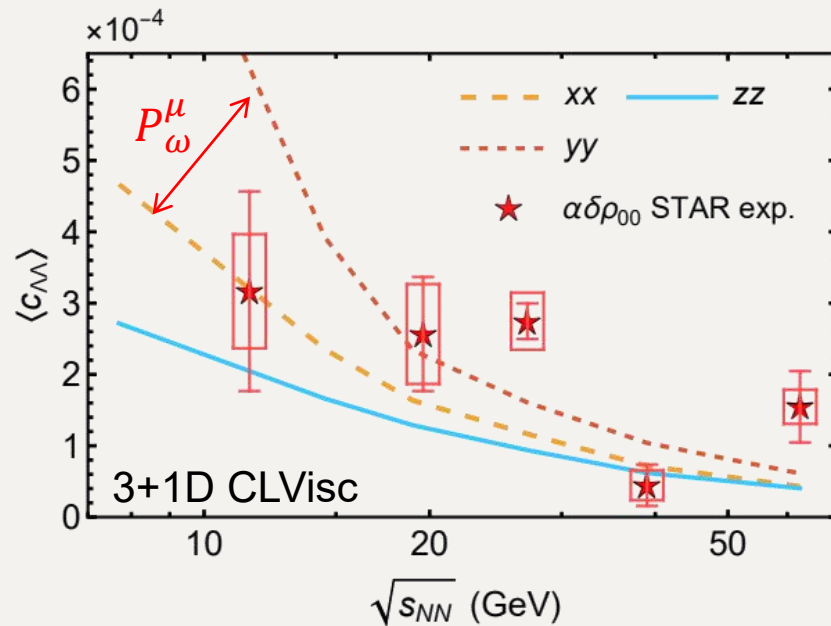 ×10⁻⁴
6
5
4
3
2
1
0
⟨c_ΛΛ⟩
P_ω^μ
xx zz
yy
αδρ₀₀ STAR exp.
3+1D CLVisc
10 20 50
√s_NN (GeV)